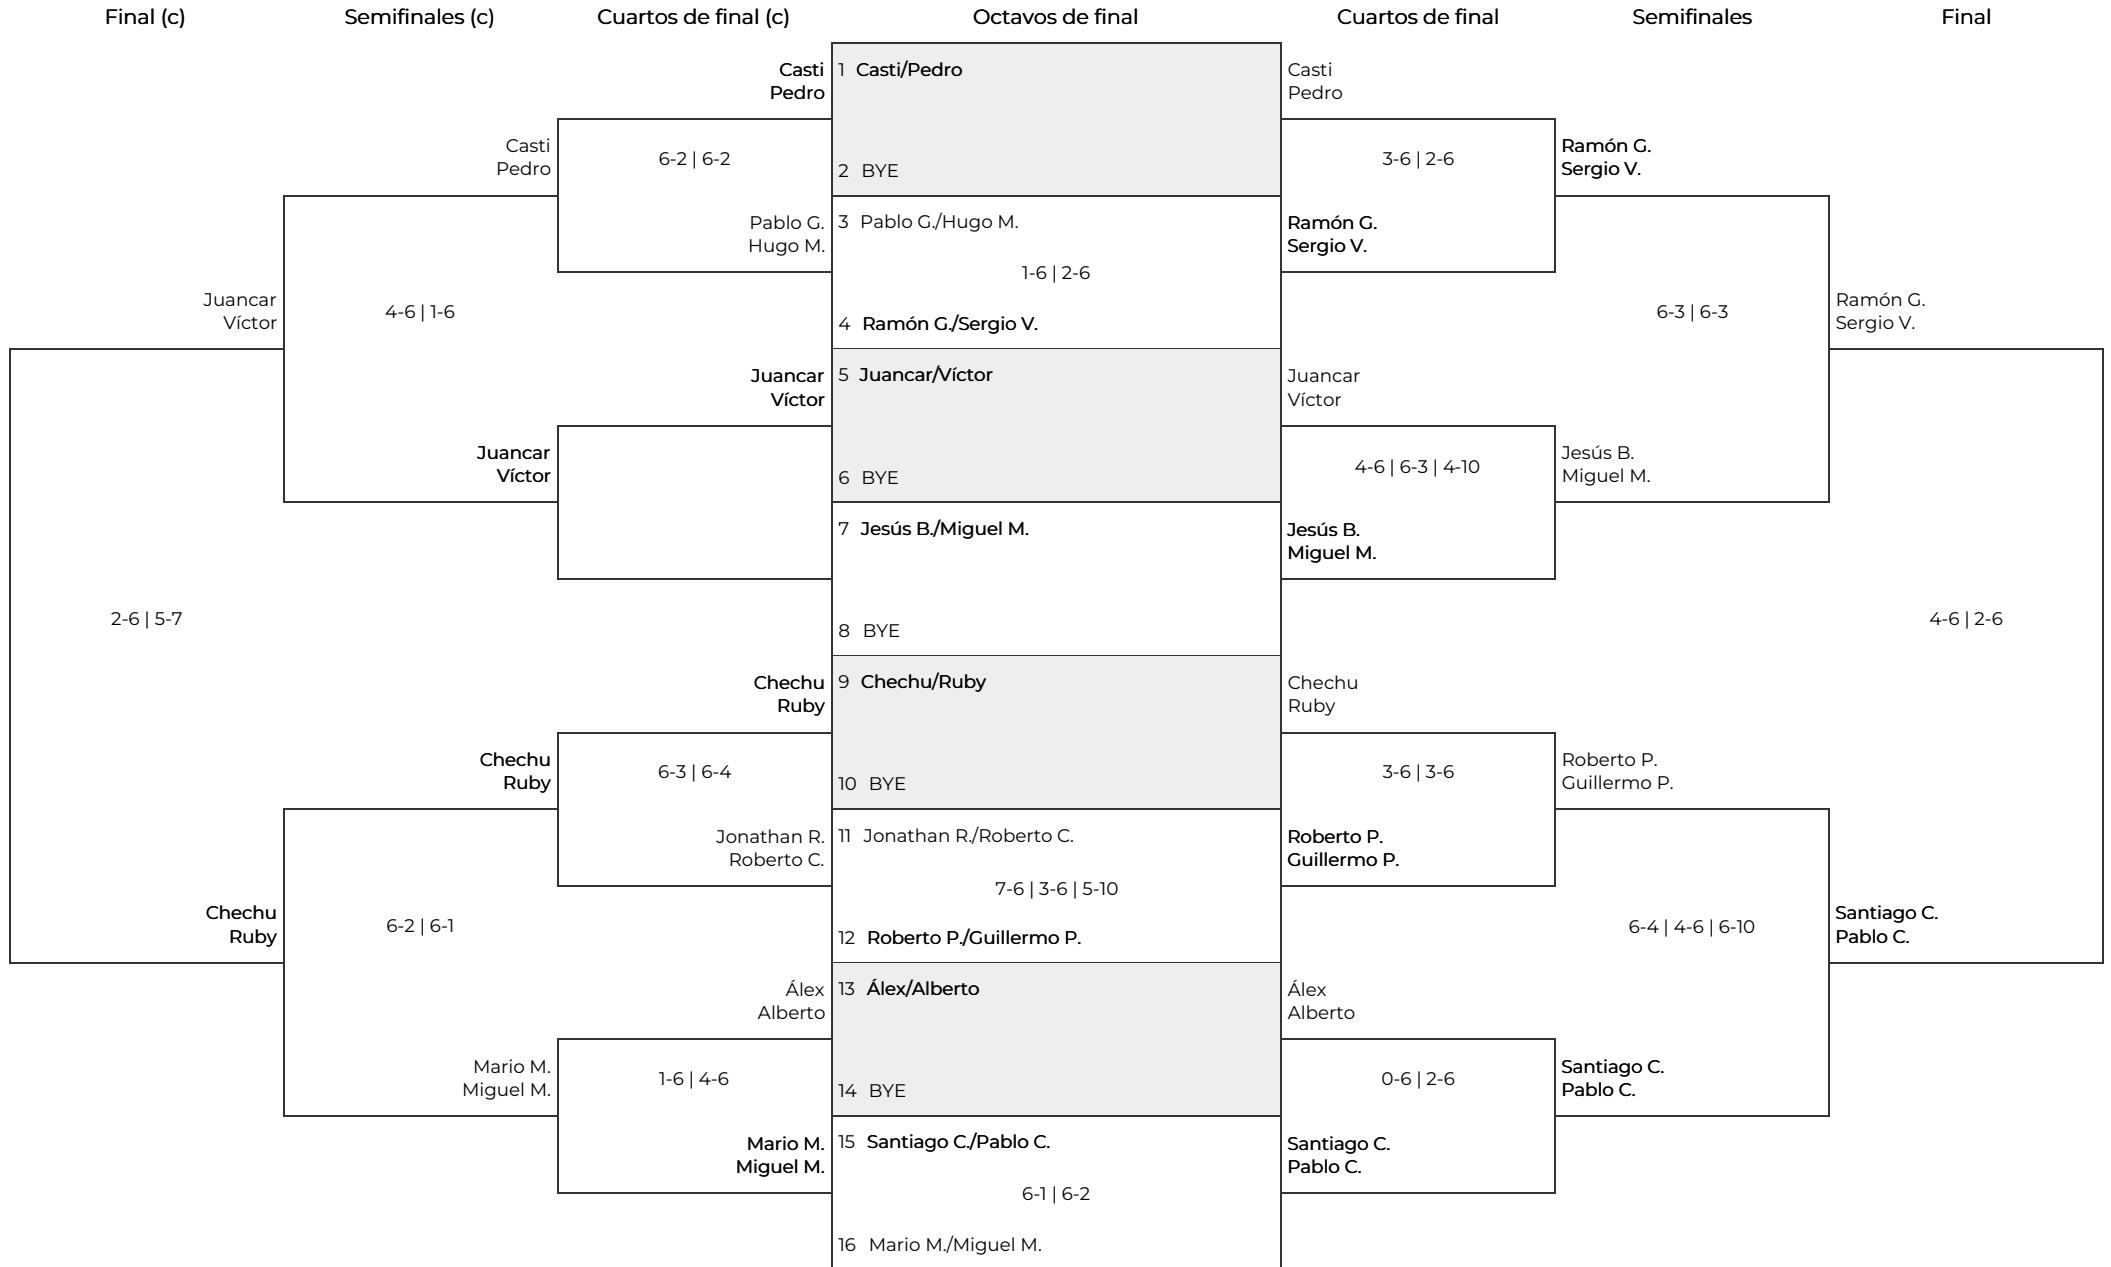 Final (c)
Semifinales (c)
Cuartos de final (c)
Octavos de final
Cuartos de final
Semifinales
Final
Casti
Pedro
1 Casti/Pedro
Casti
Pedro
Casti
Pedro
6-2 | 6-2
2 BYE
3-6 | 2-6
Ramón G.
Sergio V.
Pablo G.
Hugo M.
3 Pablo G./Hugo M.
Ramón G.
Sergio V.
1-6 | 2-6
Juancar
Víctor
4-6 | 1-6
4 Ramón G./Sergio V.
6-3 | 6-3
Ramón G.
Sergio V.
Juancar
Víctor
5 Juancar/Víctor
Juancar
Víctor
Juancar
Víctor
6 BYE
4-6 | 6-3 | 4-10
Jesús B.
Miguel M.
7 Jesús B./Miguel M.
Jesús B.
Miguel M.
2-6 | 5-7
8 BYE
4-6 | 2-6
Chechu
Ruby
9 Chechu/Ruby
Chechu
Ruby
Chechu
Ruby
6-3 | 6-4
10 BYE
3-6 | 3-6
Roberto P.
Guillermo P.
Jonathan R.
Roberto C.
11 Jonathan R./Roberto C.
Roberto P.
Guillermo P.
7-6 | 3-6 | 5-10
Chechu
Ruby
6-2 | 6-1
12 Roberto P./Guillermo P.
6-4 | 4-6 | 6-10
Santiago C.
Pablo C.
Álex
Alberto
13 Álex/Alberto
Álex
Alberto
Mario M.
Miguel M.
1-6 | 4-6
14 BYE
0-6 | 2-6
Santiago C.
Pablo C.
Mario M.
Miguel M.
15 Santiago C./Pablo C.
Santiago C.
Pablo C.
6-1 | 6-2
16 Mario M./Miguel M.